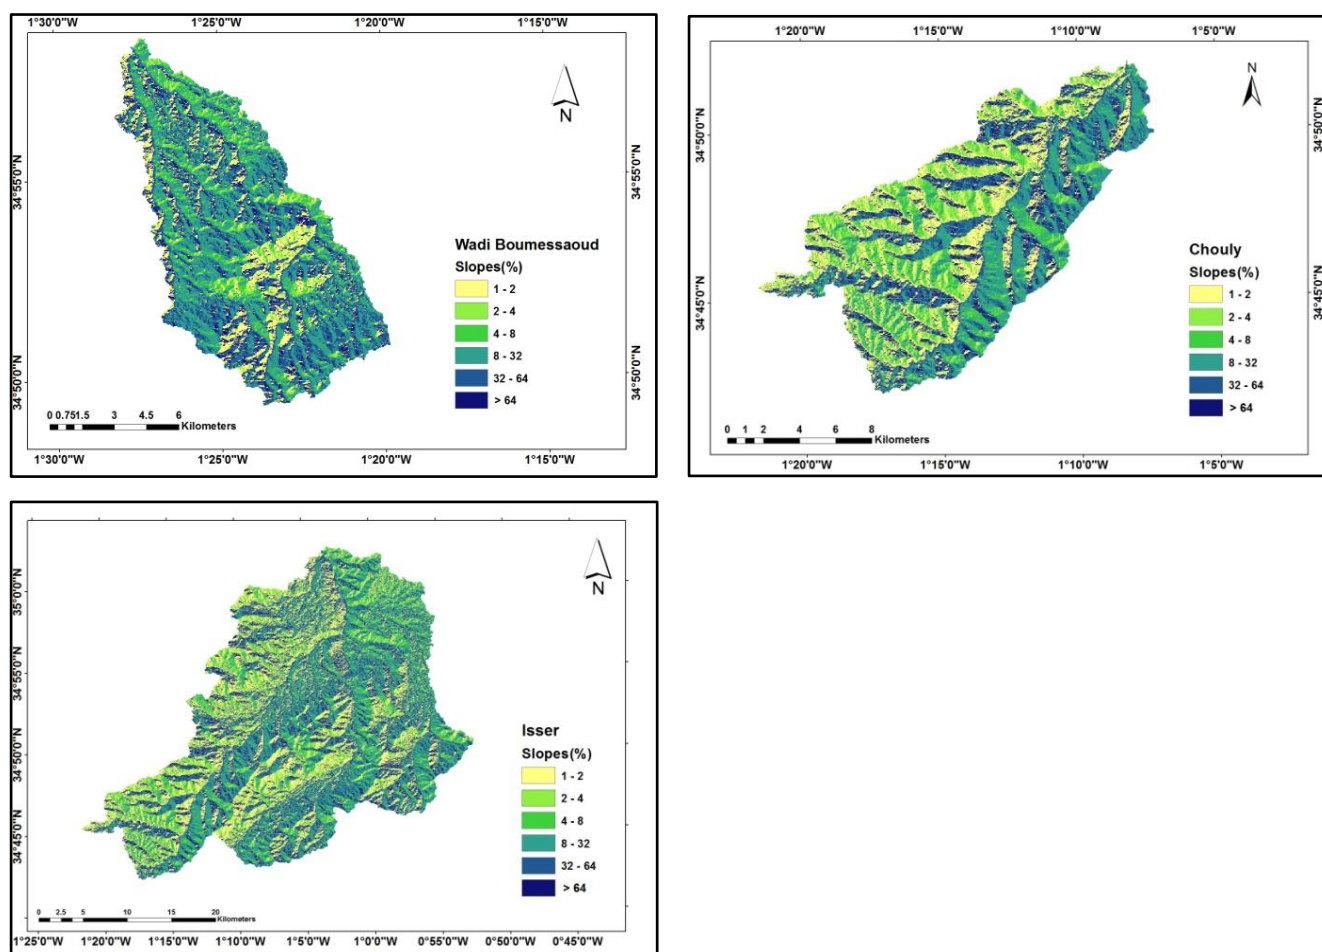 1°30'0"W 1°25'0"W 1°20'0"W
N
34°55'0"N
34°55'0"N
34°50'0"N
34°50'0"N
Wadi Boumessaoud
Slopes(%)
1 - 2
2 - 4
4 - 8
8 - 32
32 - 64
> 64
0 0.751.5 3 4.5 6
Kilometers
1°30'0"W 1°25'0"W 1°20'0"W 1°15'0"W
1°20'0"W 1°15'0"W 1°10'0"W 1°5'0"W
N
34°50'0"N
34°50'0"N
34°45'0"N
34°45'0"N
Chouly
Slopes(%)
1 - 2
2 - 4
4 - 8
8 - 32
32 - 64
> 64
0 1 2 4 6 8
Kilometers
1°20'0"W 1°15'0"W 1°10'0"W 1°5'0"W
N
35°0'0"N
34°55'0"N
34°50'0"N
34°45'0"N
Isser
Slopes(%)
1 - 2
2 - 4
4 - 8
8 - 32
32 - 64
> 64
0 2.5 5 10 15 20
Kilometers
1°25'0"W 1°20'0"W 1°15'0"W 1°10'0"W 1°5'0"W 1°0'0"W 0°55'0"W 0°50'0"W 0°45'0"W